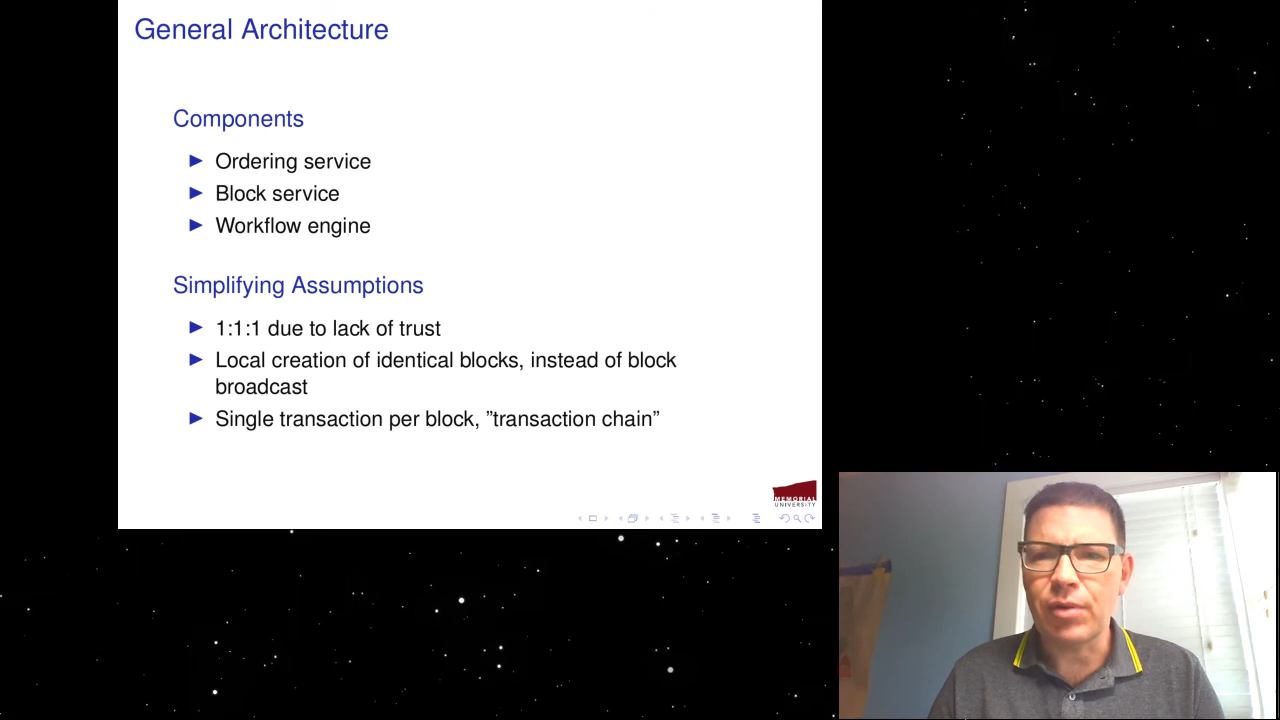 General Architecture
Components
Ordering service
Block service
Workflow engine
Simplifying Assumptions
1:1:1 due to lack of trust
Local creation of identical blocks, instead of block
broadcast
Single transaction per block, ”transaction chain”
MEMORIAL
UNIVERSITY